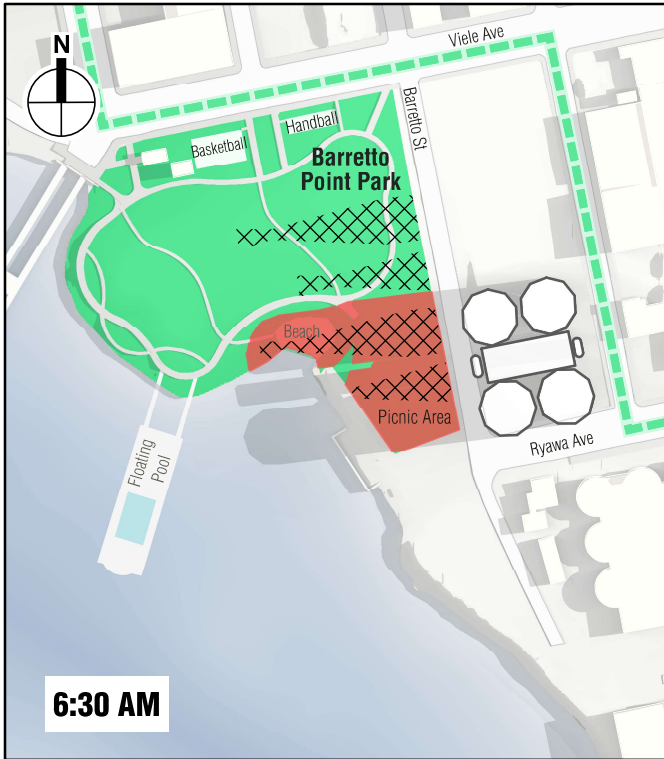 N
Viele Ave
Barretto St
Handball
Basketball
Barretto
Point Park
Beach
Picnic Area
Ryawa Ave
Floating
Pool
6:30 AM